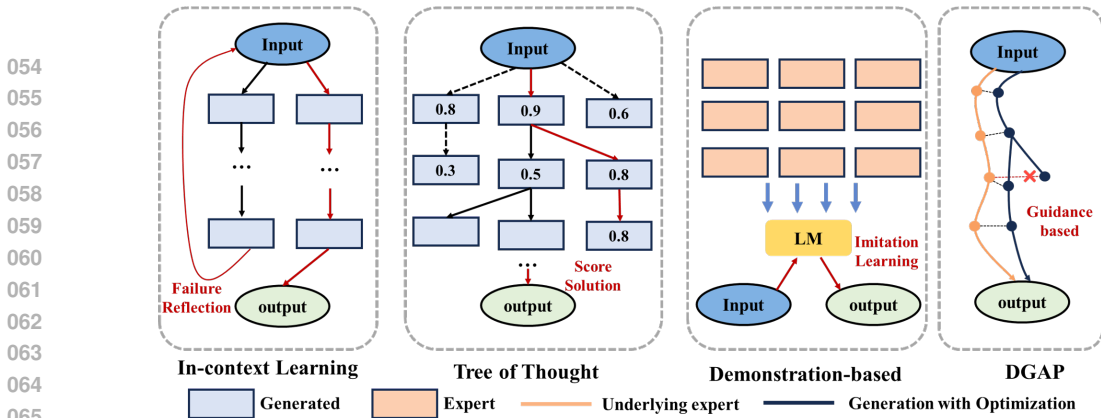 054
055
056
057
058
059
060
061
062
063
064
065
Input
...
...
Failure
Reflection
output
In-context Learning
Input
0.8
0.9
0.6
0.3
0.5
0.8
0.8
...
Score
Solution
output
Tree of Thought
LM
Imitation
Learning
Input
output
Demonstration-based
Input
Guidance
based
output
DGAP
Generated
Expert
Underlying expert
Generation with Optimization